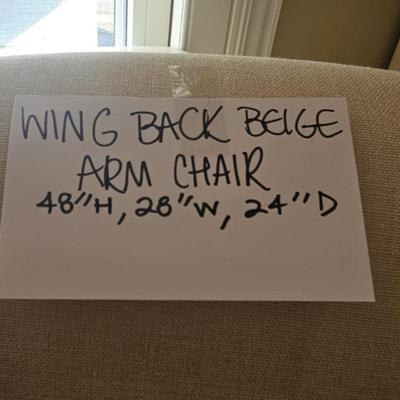 WING BACK BEIGE
ARM CHAIR
48"H, 28"W, 24"D